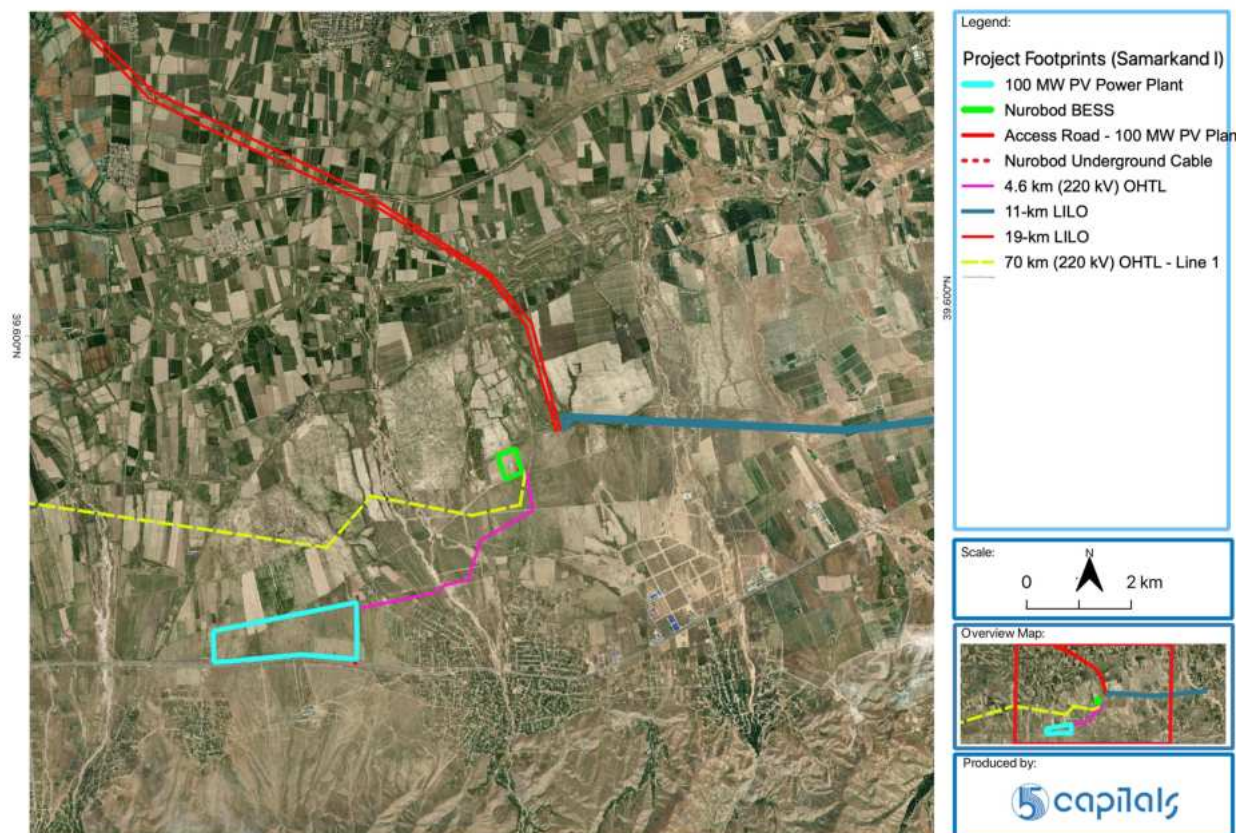 39.600°N
39.600°N
Legend:
Project Footprints (Samarkand I)
100 MW PV Power Plant
Nurobod BESS
Access Road - 100 MW PV Plan
Nurobod Underground Cable
4.6 km (220 kV) OHTL
11-km LILO
19-km LILO
70 km (220 kV) OHTL - Line 1
Scale:
N
0 2 km
Overview Map:
Produced by:
5 capitals